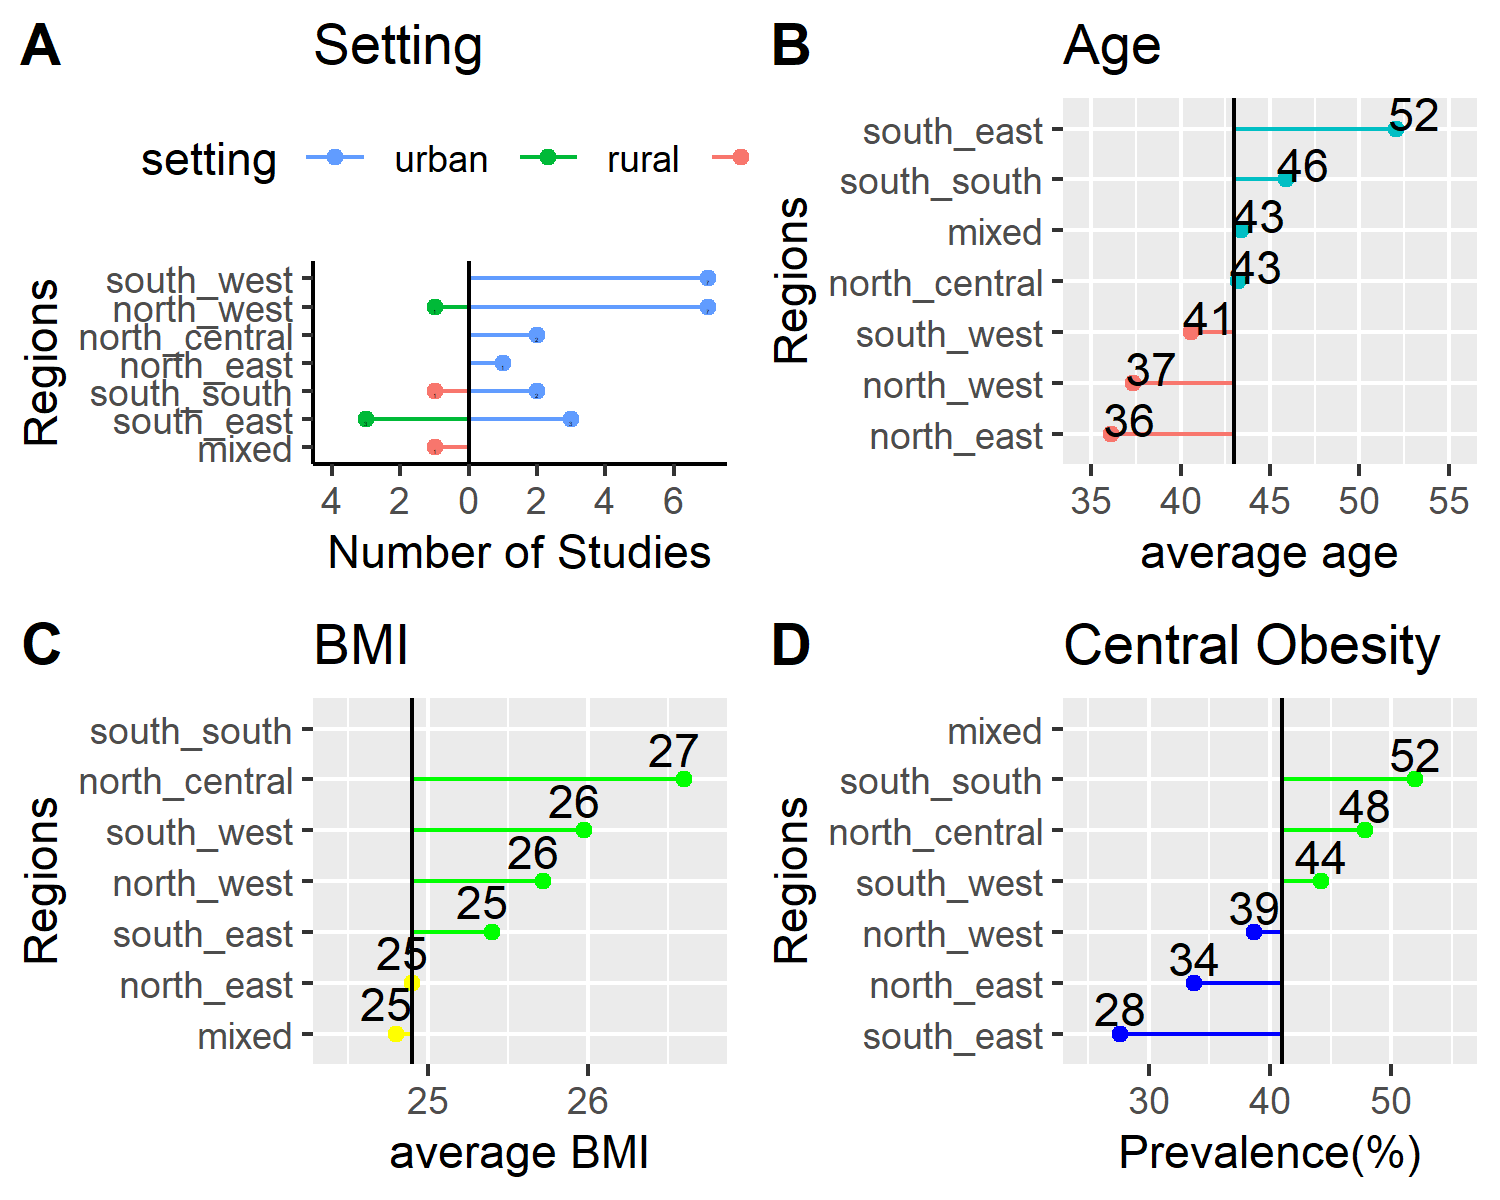 A
Setting
setting
urban
rural
Regions
south_west
north_west
north_central
north_east
south_south
south_east
mixed
4 2 0 2 4 6
Number of Studies
B
Age
Regions
south_east
south_south
mixed
north_central
south_west
north_west
north_east
52
46
43
43
41
37
36
35 40 45 50 55
average age
C
BMI
Regions
south_south
north_central
south_west
north_west
south_east
north_east
mixed
27
26
26
25
25
25
25 26
average BMI
D
Central Obesity
Regions
mixed
south_south
north_central
south_west
north_west
north_east
south_east
52
48
44
39
34
28
30 40 50
Prevalence(%)